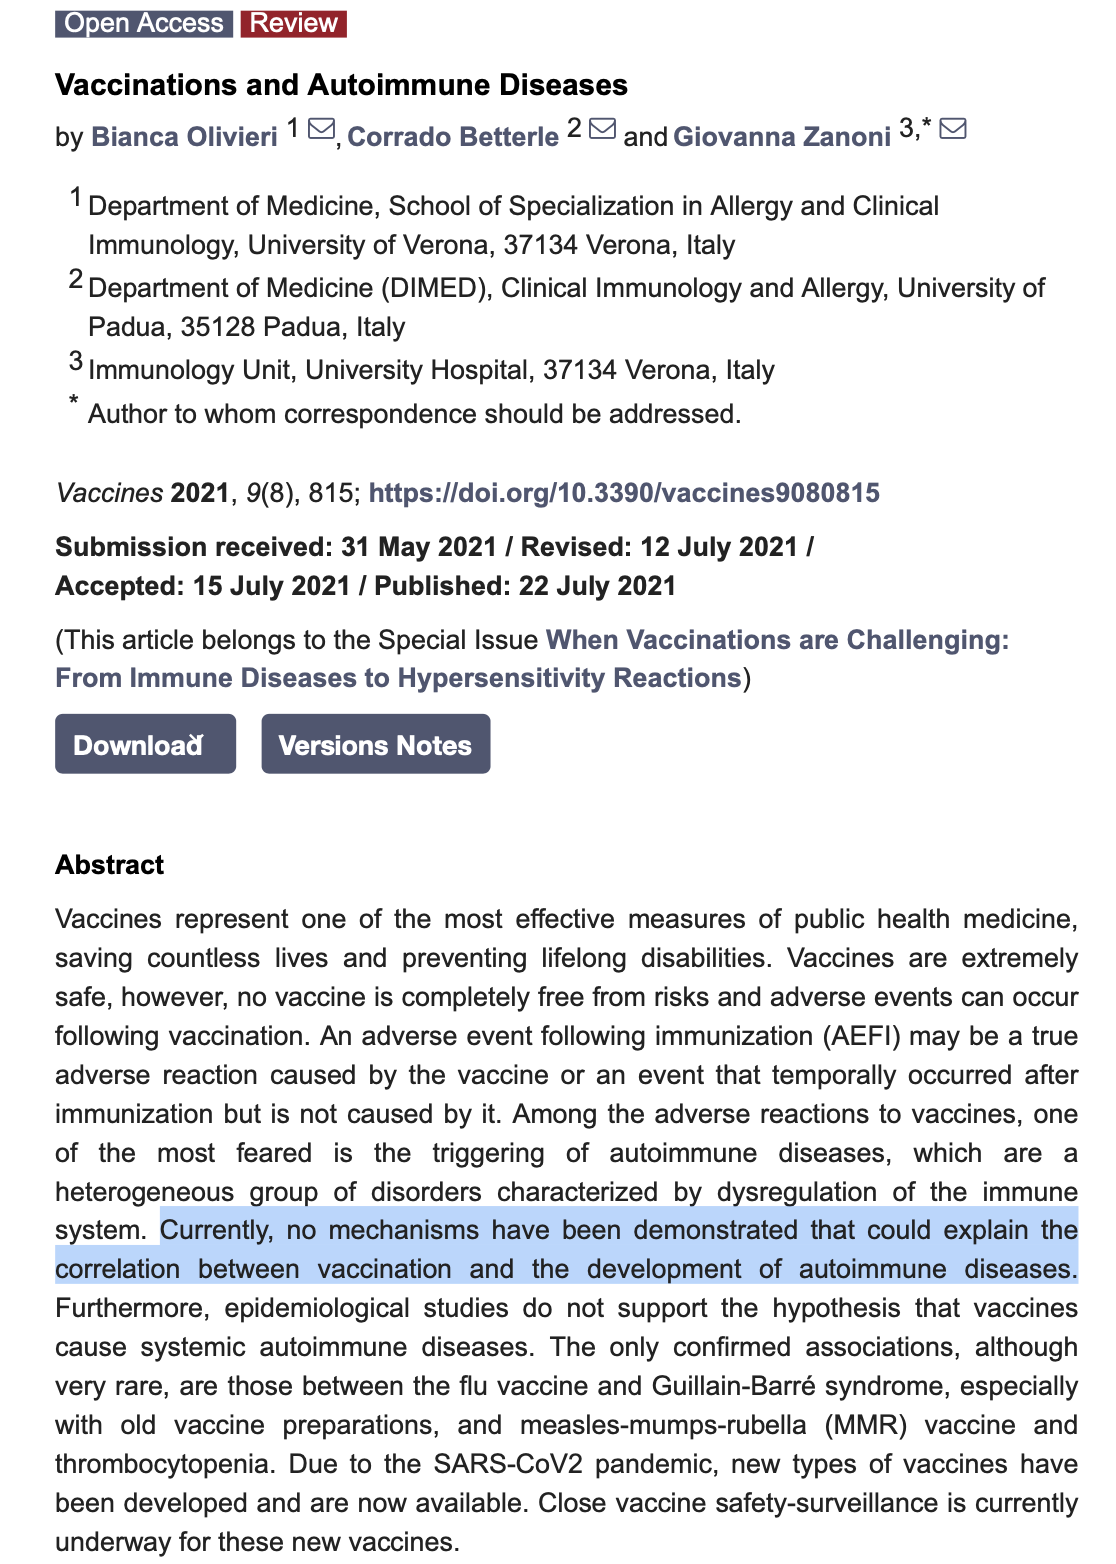 Open Access Review
Vaccinations and Autoimmune Diseases
by Bianca Olivieri 1, Corrado Betterle 2 and Giovanna Zanoni 3,*
1 Department of Medicine, School of Specialization in Allergy and Clinical
Immunology, University of Verona, 37134 Verona, Italy
2 Department of Medicine (DIMED), Clinical Immunology and Allergy, University of
Padua, 35128 Padua, Italy
3 Immunology Unit, University Hospital, 37134 Verona, Italy
* Author to whom correspondence should be addressed.
Vaccines 2021, 9(8), 815; https://doi.org/10.3390/vaccines9080815
Submission received: 31 May 2021 / Revised: 12 July 2021 /
Accepted: 15 July 2021 / Published: 22 July 2021
(This article belongs to the Special Issue When Vaccinations are Challenging:
From Immune Diseases to Hypersensitivity Reactions)
Download Versions Notes
Abstract
Vaccines represent one of the most effective measures of public health medicine,
saving countless lives and preventing lifelong disabilities. Vaccines are extremely
safe, however, no vaccine is completely free from risks and adverse events can occur
following vaccination. An adverse event following immunization (AEFI) may be a true
adverse reaction caused by the vaccine or an event that temporally occurred after
immunization but is not caused by it. Among the adverse reactions to vaccines, one
of the most feared is the triggering of autoimmune diseases, which are a
heterogeneous group of disorders characterized by dysregulation of the immune
system. Currently, no mechanisms have been demonstrated that could explain the
correlation between vaccination and the development of autoimmune diseases.
Furthermore, epidemiological studies do not support the hypothesis that vaccines
cause systemic autoimmune diseases. The only confirmed associations, although
very rare, are those between the flu vaccine and Guillain-Barré syndrome, especially
with old vaccine preparations, and measles-mumps-rubella (MMR) vaccine and
thrombocytopenia. Due to the SARS-CoV2 pandemic, new types of vaccines have
been developed and are now available. Close vaccine safety-surveillance is currently
underway for these new vaccines.